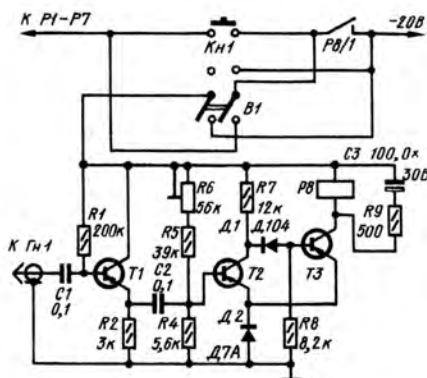 К Р1-Р7
Кн1
Р8/1
-20В
В1
С3 100,0×
30В
R1
200к
R6
56к
R7
12к
Р8
R9
500
R5
39к
Д1
Д104
К Гн1
С1
0,1
Т1
С2
0,1
Т2
Т3
R2
3к
R4
5,6к
Д2
Д7А
R8
8,2к